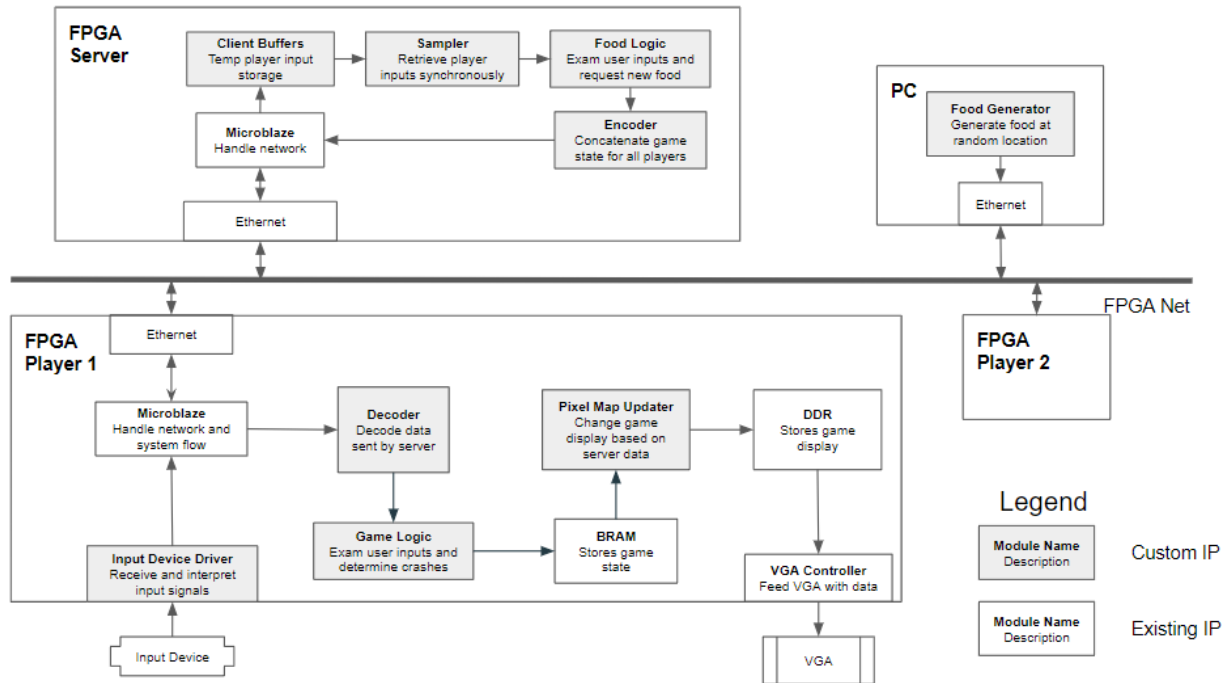 FPGA
Server
Client Buffers
Temp player input
storage
Sampler
Retrieve player
inputs synchronously
Food Logic
Exam user inputs and
request new food
Microblaze
Handle network
Encoder
Concatenate game
state for all players
Ethernet
PC
Food Generator
Generate food at
random location
Ethernet
FPGA Net
FPGA
Player 1
Ethernet
Microblaze
Handle network and
system flow
Decoder
Decode data
sent by server
Pixel Map Updater
Change game
display based on
server data
DDR
Stores game
display
Input Device Driver
Receive and interpret
input signals
Game Logic
Exam user inputs and
determine crashes
BRAM
Stores game
state
VGA Controller
Feed VGA with data
Input Device
VGA
FPGA
Player 2
Legend
Module Name
Description
Custom IP
Module Name
Description
Existing IP